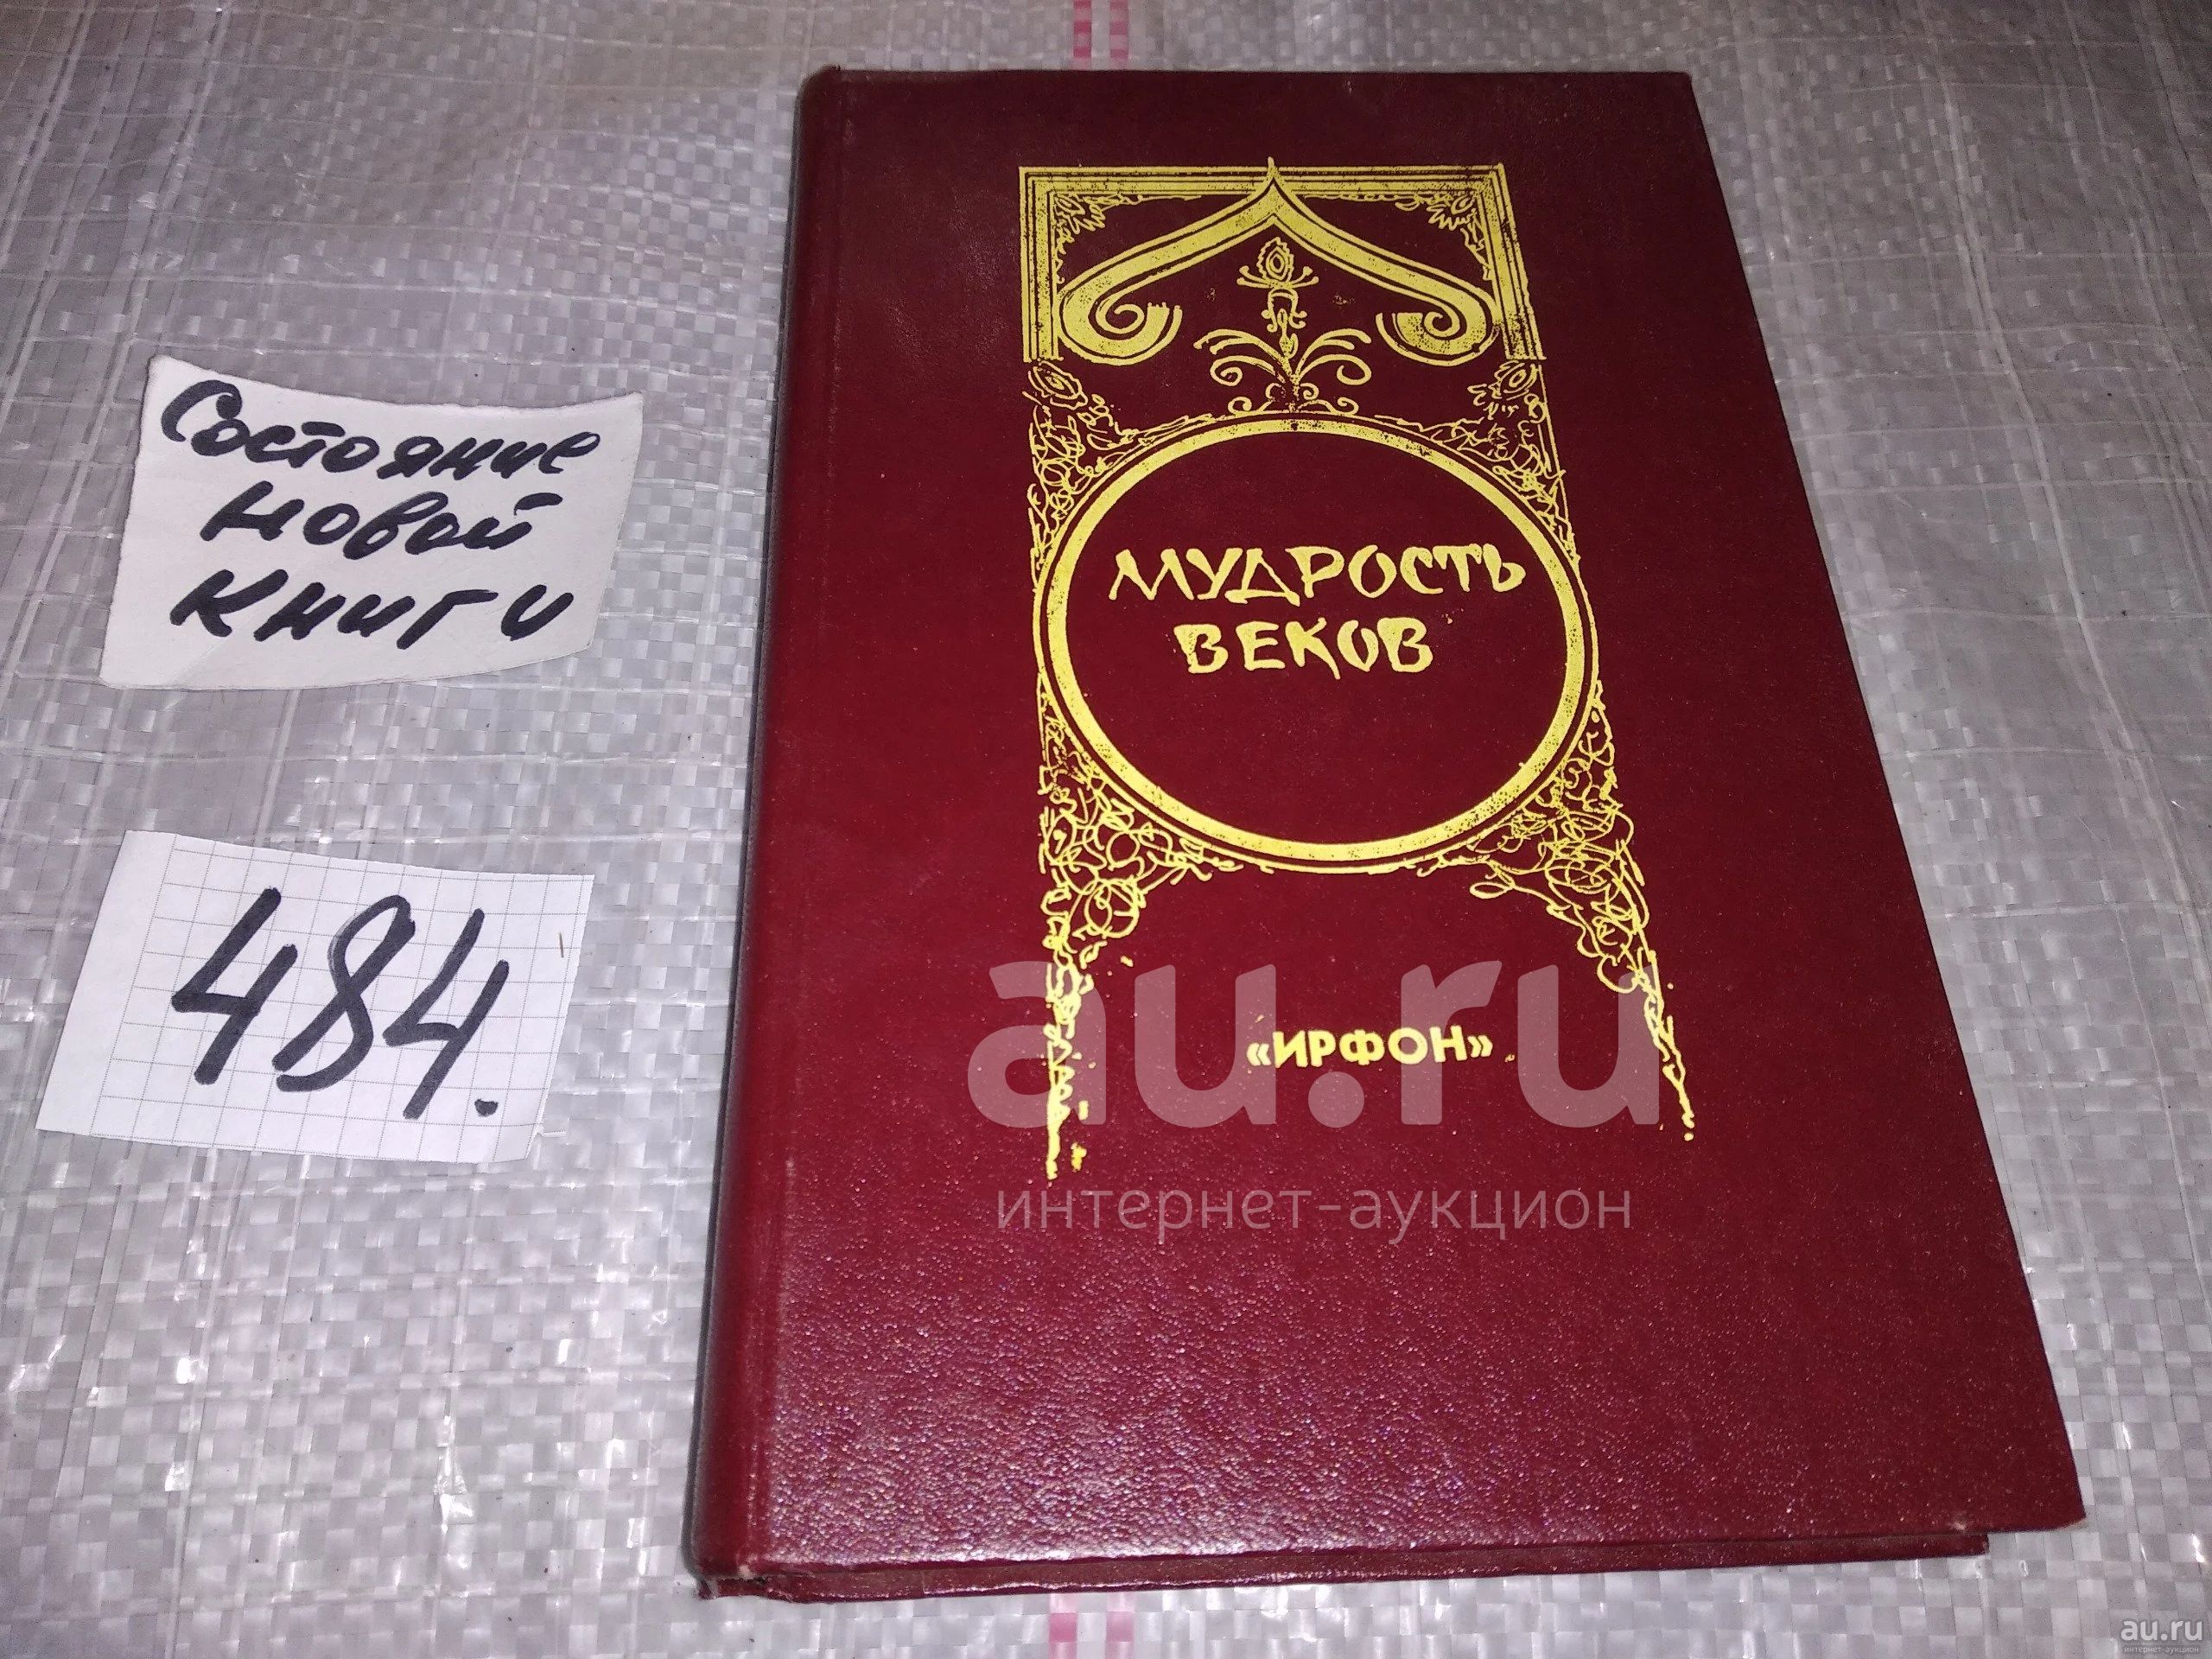 Состояние
новой
книги
484.
МУДРОСТЬ
ВЕКОВ
«ИРФОН»
au.ru
интернет-аукцион
au.ru
интернет-аукцион